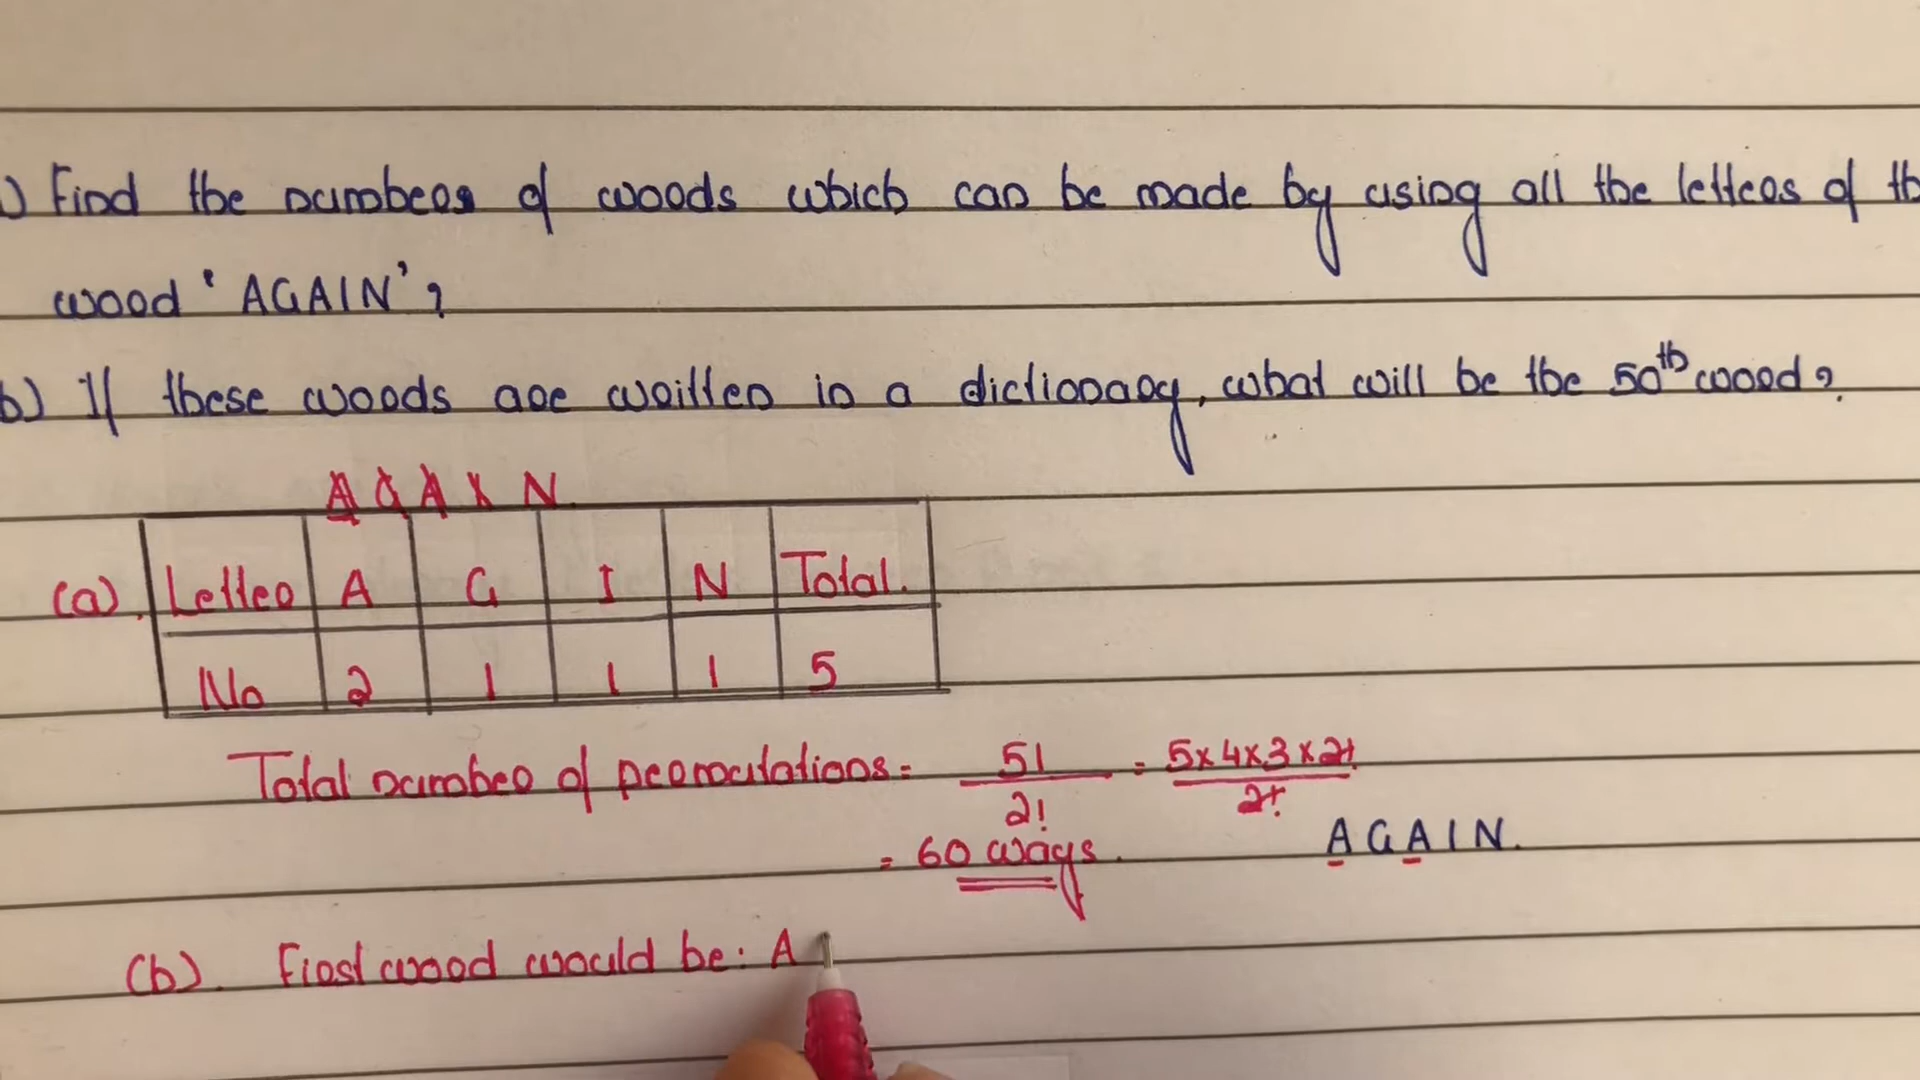 ) Find the numbers of words which can be made by using all the letters of th
word 'AGAIN'?
b) If these words are written in a dictionary, what will be the 50th word?
A G A I N
(a). Letter A G I N Total.
No 2 1 1 1 5
Total number of permutations = 5! / 2! = 5x4x3x2! / 2!
= 60 ways.
A G A I N.
(b). First word would be: A